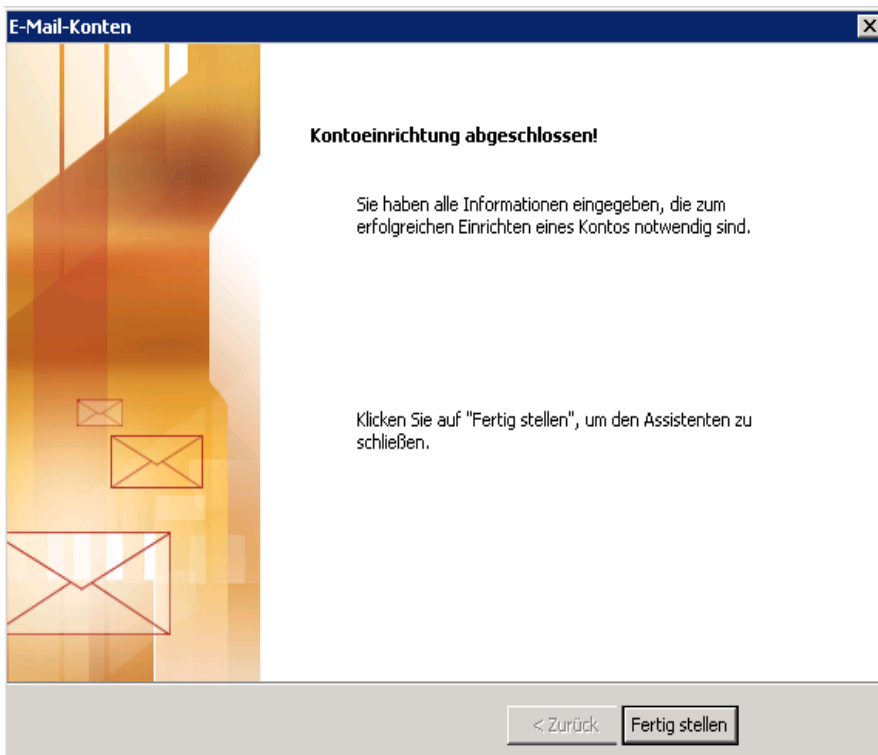 E-Mail-Konten
Kontoeinrichtung abgeschlossen!
Sie haben alle Informationen eingegeben, die zum
erfolgreichen Einrichten eines Kontos notwendig sind.
Klicken Sie auf "Fertig stellen", um den Assistenten zu
schließen.
< Zurück
Fertig stellen